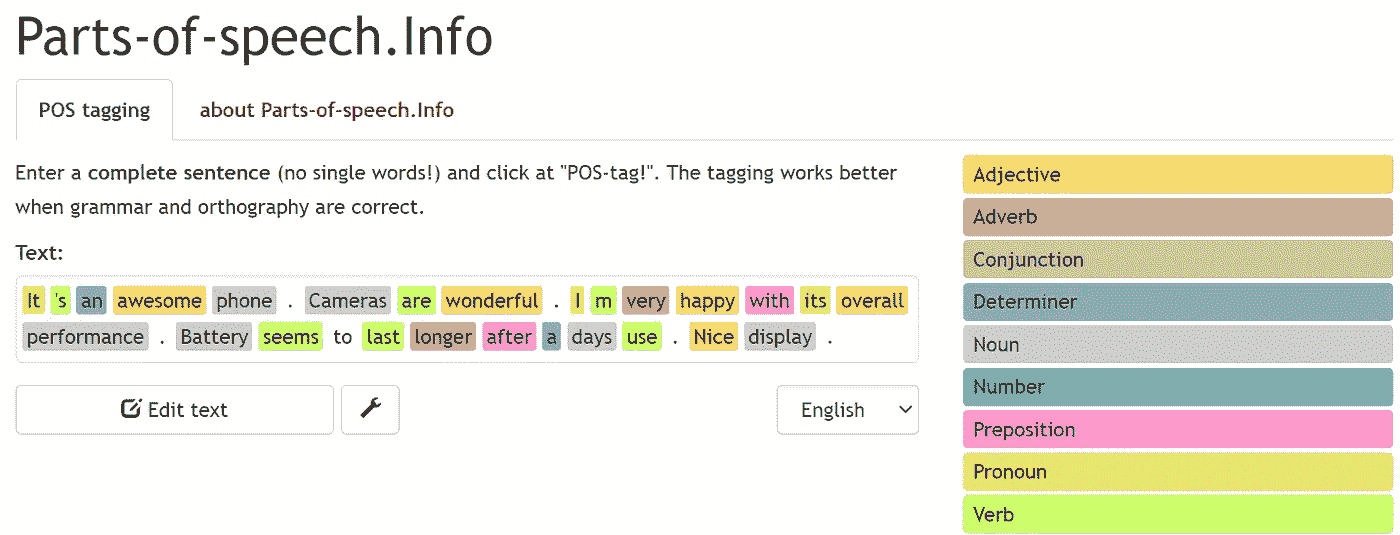 Parts-of-speech.Info
POS tagging
about Parts-of-speech.Info
Enter a complete sentence (no single words!) and click at "POS-tag!". The tagging works better
when grammar and orthography are correct.
Text:
It 's an awesome phone . Cameras are wonderful . I m very happy with its overall
performance . Battery seems to last longer after a days use . Nice display .
Edit text
English
Adjective
Adverb
Conjunction
Determiner
Noun
Number
Preposition
Pronoun
Verb